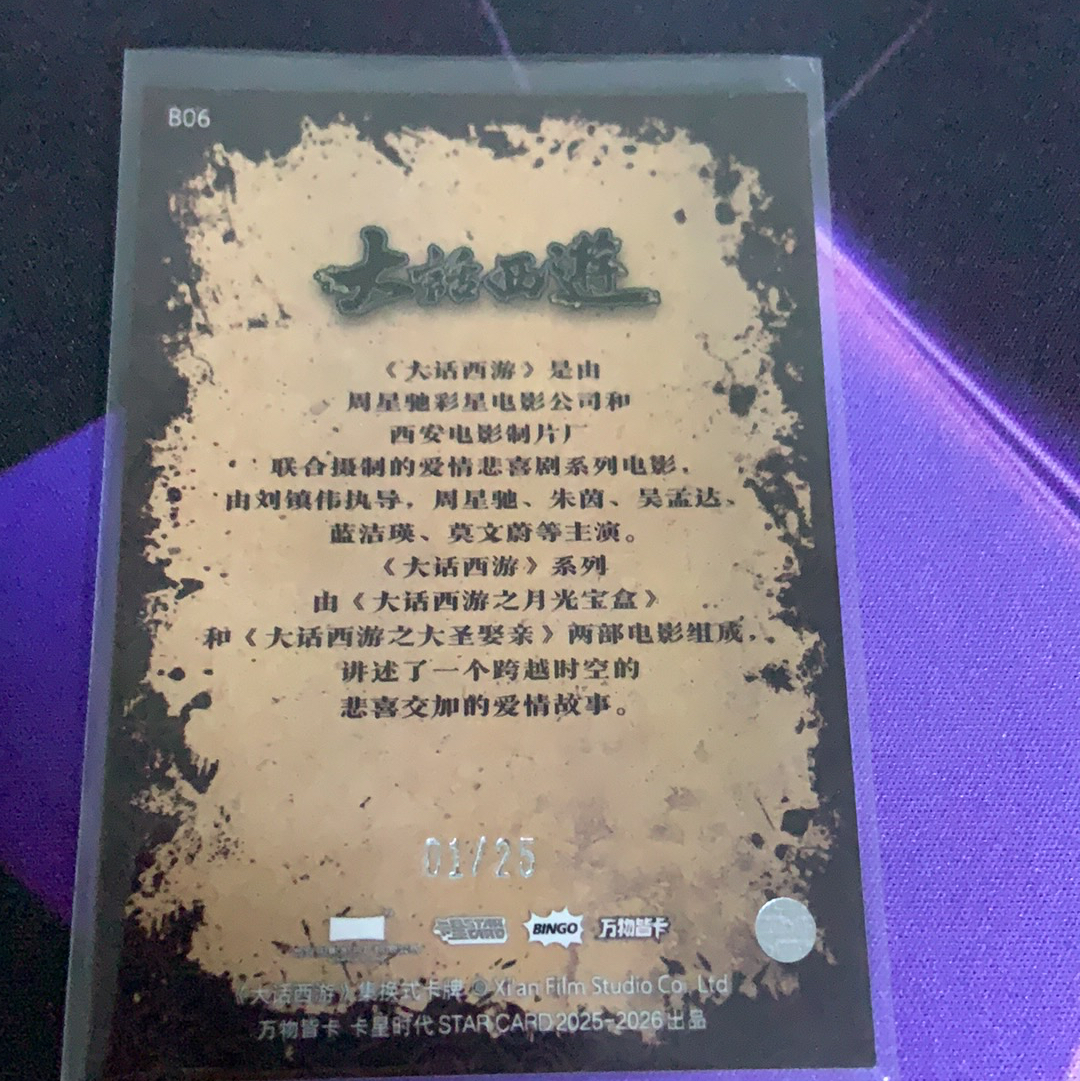 B06
大話西遊
《大话西游》是由
周星驰彩星电影公司和
西安电影制片厂
联合摄制的爱情悲喜剧系列电影，
由刘镇伟执导，周星驰、朱茵、吴孟达、
蓝洁瑛、莫文蔚等主演。
《大话西游》系列
由《大话西游之月光宝盒》
和《大话西游之大圣娶亲》两部电影组成，
讲述了一个跨越时空的
悲喜交加的爱情故事。
01/25
卡星 STAR CARD BINGO 万物皆卡
《大话西游》集换式卡牌 © Xi'an Film Studio Co., Ltd
万物皆卡 卡星时代 STAR CARD 2025-2026 出品